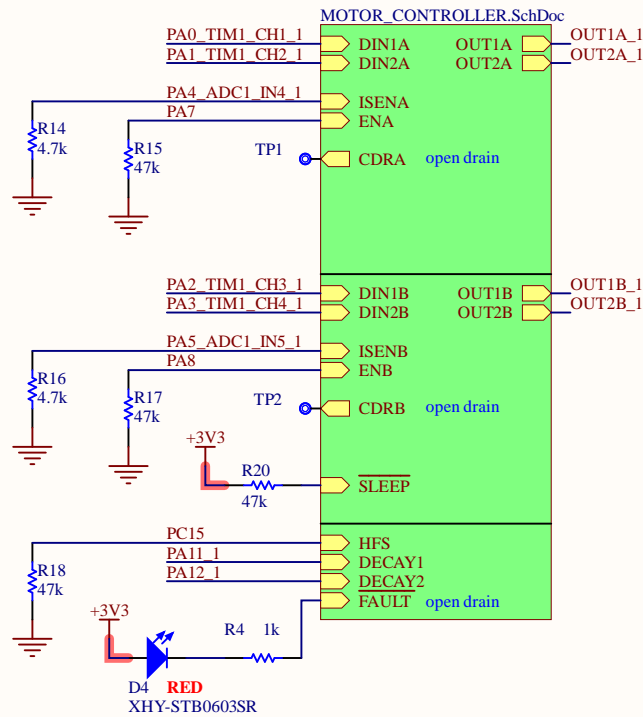 MOTOR_CONTROLLER.SchDoc
PA0_TIM1_CH1_1 DIN1A OUT1A OUT1A_1
PA1_TIM1_CH2_1 DIN2A OUT2A OUT2A_1
PA4_ADC1_IN4_1 ISENA
PA7 ENA
R14
4.7k
R15
47k
TP1 CDRA open drain
PA2_TIM1_CH3_1 DIN1B OUT1B OUT1B_1
PA3_TIM1_CH4_1 DIN2B OUT2B OUT2B_1
PA5_ADC1_IN5_1 ISENB
PA8 ENB
R16
4.7k
R17
47k
TP2 CDRB open drain
+3V3
R20
47k
SLEEP
PC15 HFS
PA11_1 DECAY1
PA12_1 DECAY2
FAULT open drain
R18
47k
+3V3
R4 1k
D4 RED
XHY-STB0603SR